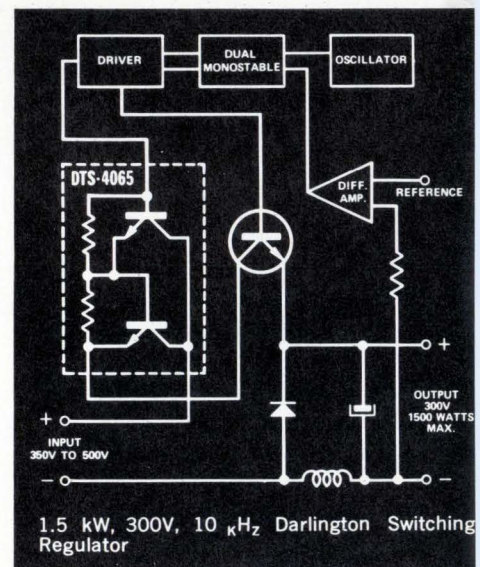 DRIVER
DUAL
MONOSTABLE
OSCILLATOR
DTS-4065
DIFF.
AMP.
REFERENCE
+
+
INPUT
350V TO 500V
OUTPUT
300V
1500 WATTS
MAX.
−
−
1.5 kW, 300V, 10 KHz Darlington Switching
Regulator